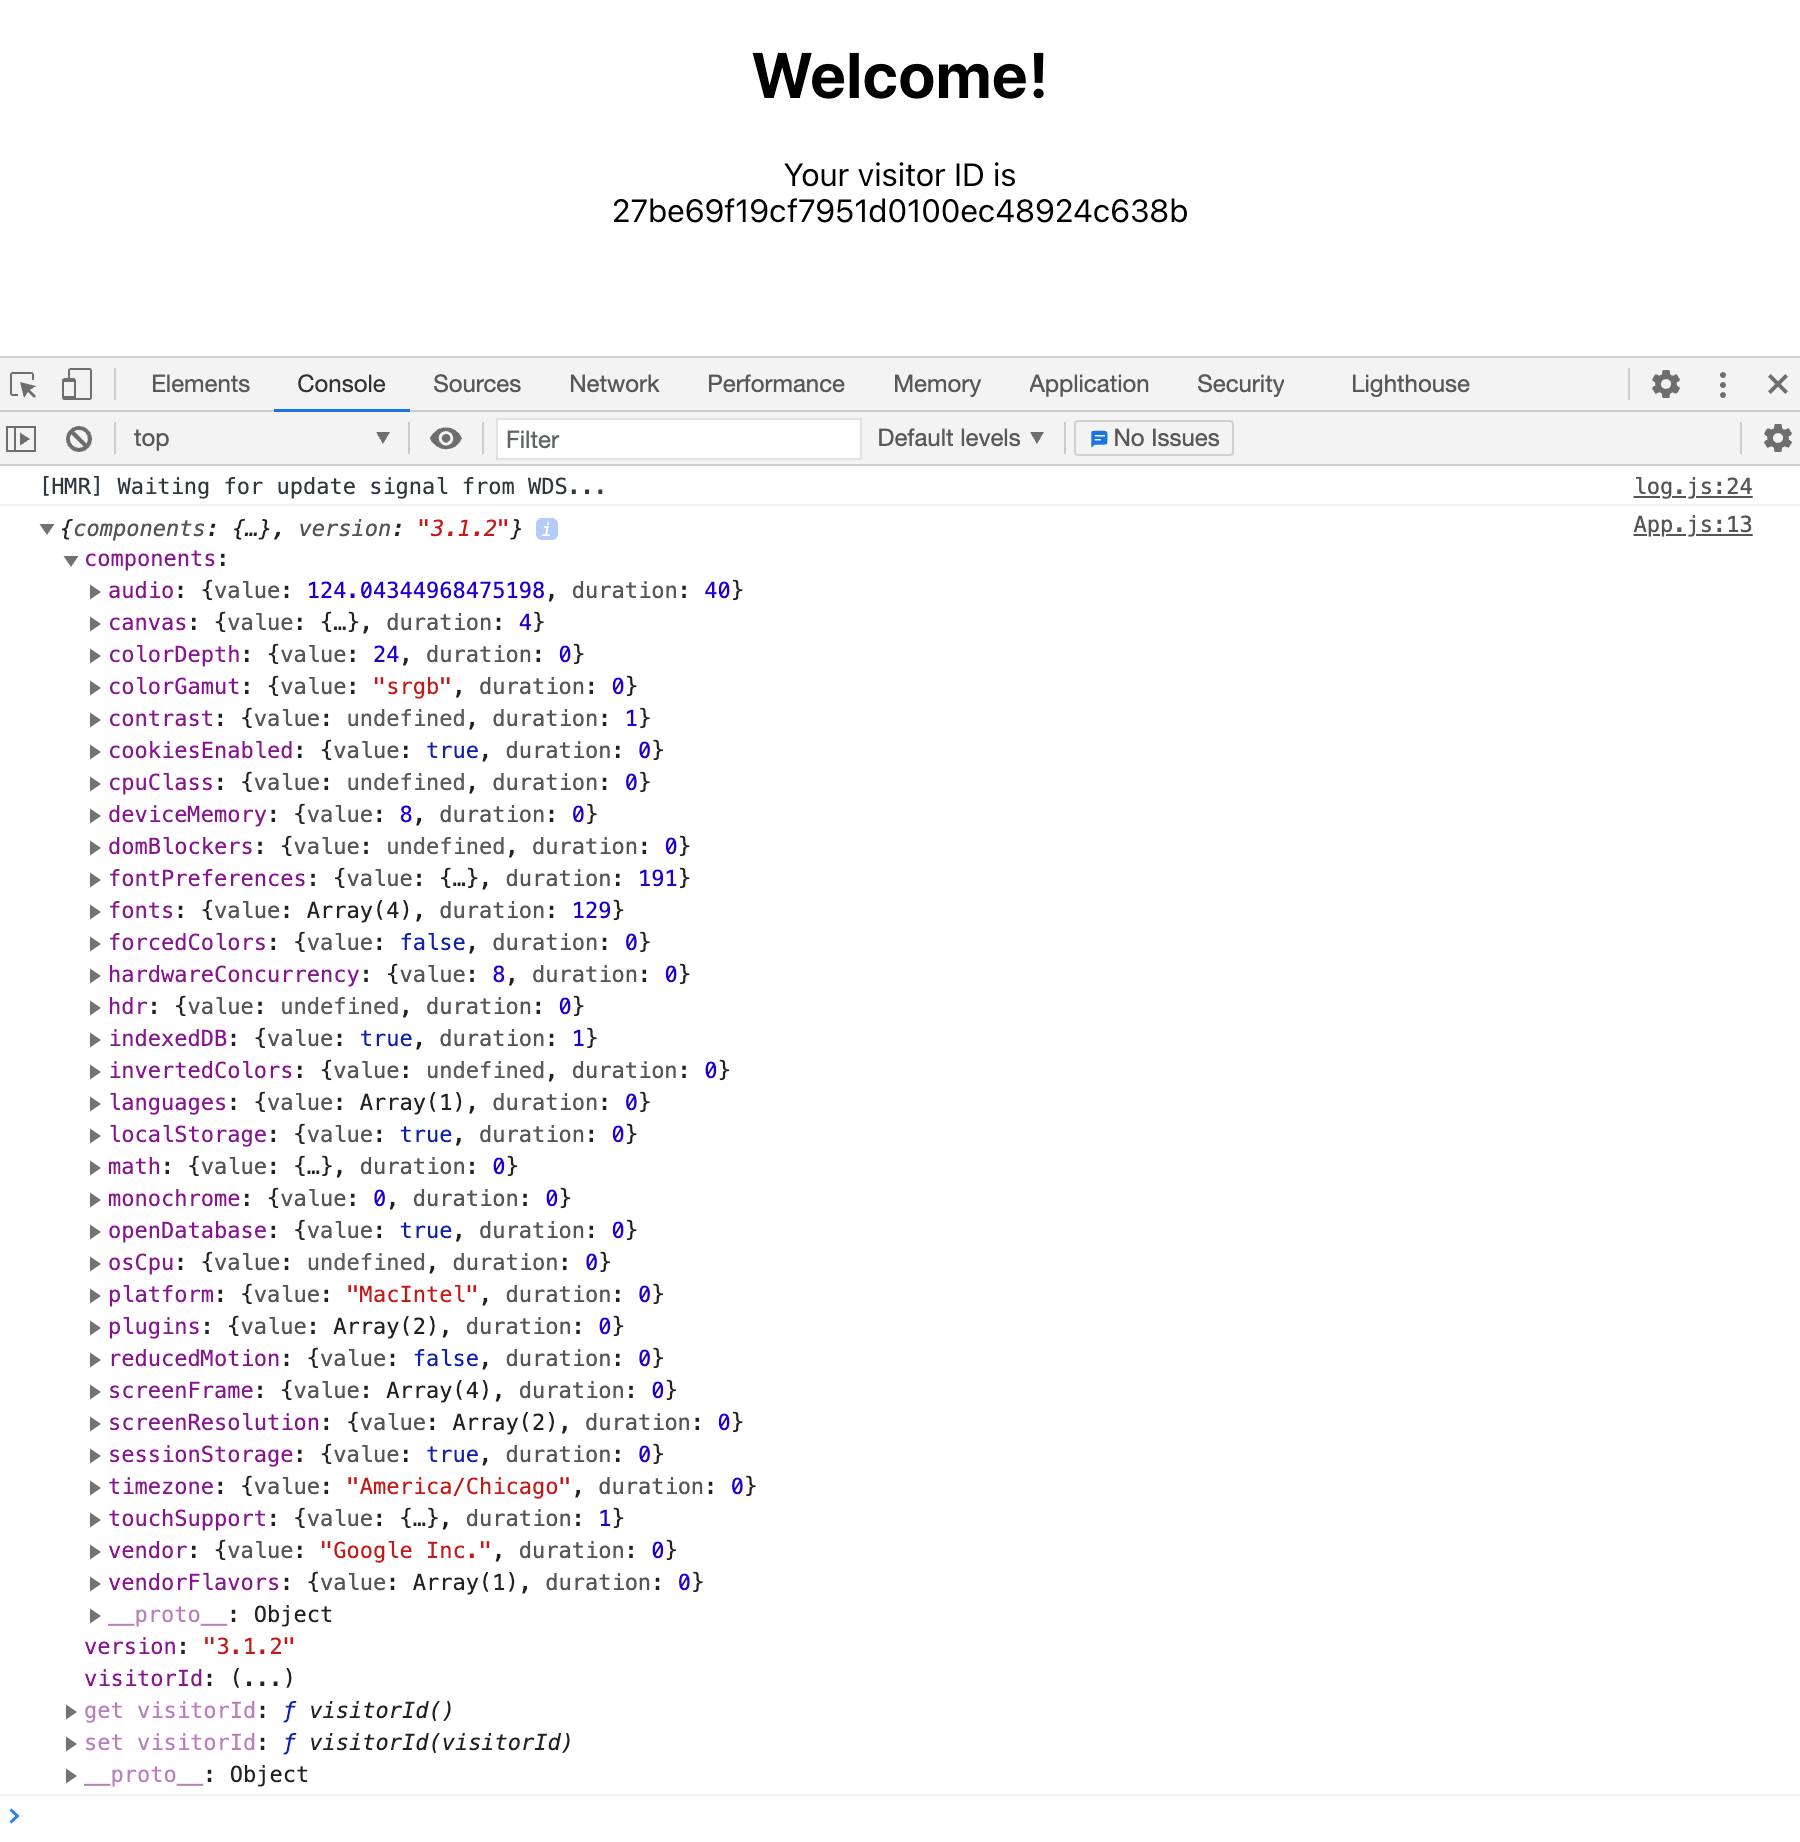 Welcome!
Your visitor ID is
27be69f19cf7951d0100ec48924c638b
Elements Console Sources Network Performance Memory Application Security Lighthouse
top Filter Default levels No Issues
[HMR] Waiting for update signal from WDS... log.js:24
{components: {…}, version: "3.1.2"} i App.js:13
components:
audio: {value: 124.04344968475198, duration: 40}
canvas: {value: {…}, duration: 4}
colorDepth: {value: 24, duration: 0}
colorGamut: {value: "srgb", duration: 0}
contrast: {value: undefined, duration: 1}
cookiesEnabled: {value: true, duration: 0}
cpuClass: {value: undefined, duration: 0}
deviceMemory: {value: 8, duration: 0}
domBlockers: {value: undefined, duration: 0}
fontPreferences: {value: {…}, duration: 191}
fonts: {value: Array(4), duration: 129}
forcedColors: {value: false, duration: 0}
hardwareConcurrency: {value: 8, duration: 0}
hdr: {value: undefined, duration: 0}
indexedDB: {value: true, duration: 1}
invertedColors: {value: undefined, duration: 0}
languages: {value: Array(1), duration: 0}
localStorage: {value: true, duration: 0}
math: {value: {…}, duration: 0}
monochrome: {value: 0, duration: 0}
openDatabase: {value: true, duration: 0}
osCpu: {value: undefined, duration: 0}
platform: {value: "MacIntel", duration: 0}
plugins: {value: Array(2), duration: 0}
reducedMotion: {value: false, duration: 0}
screenFrame: {value: Array(4), duration: 0}
screenResolution: {value: Array(2), duration: 0}
sessionStorage: {value: true, duration: 0}
timezone: {value: "America/Chicago", duration: 0}
touchSupport: {value: {…}, duration: 1}
vendor: {value: "Google Inc.", duration: 0}
vendorFlavors: {value: Array(1), duration: 0}
__proto__: Object
version: "3.1.2"
visitorId: (...)
get visitorId: ƒ visitorId()
set visitorId: ƒ visitorId(visitorId)
__proto__: Object